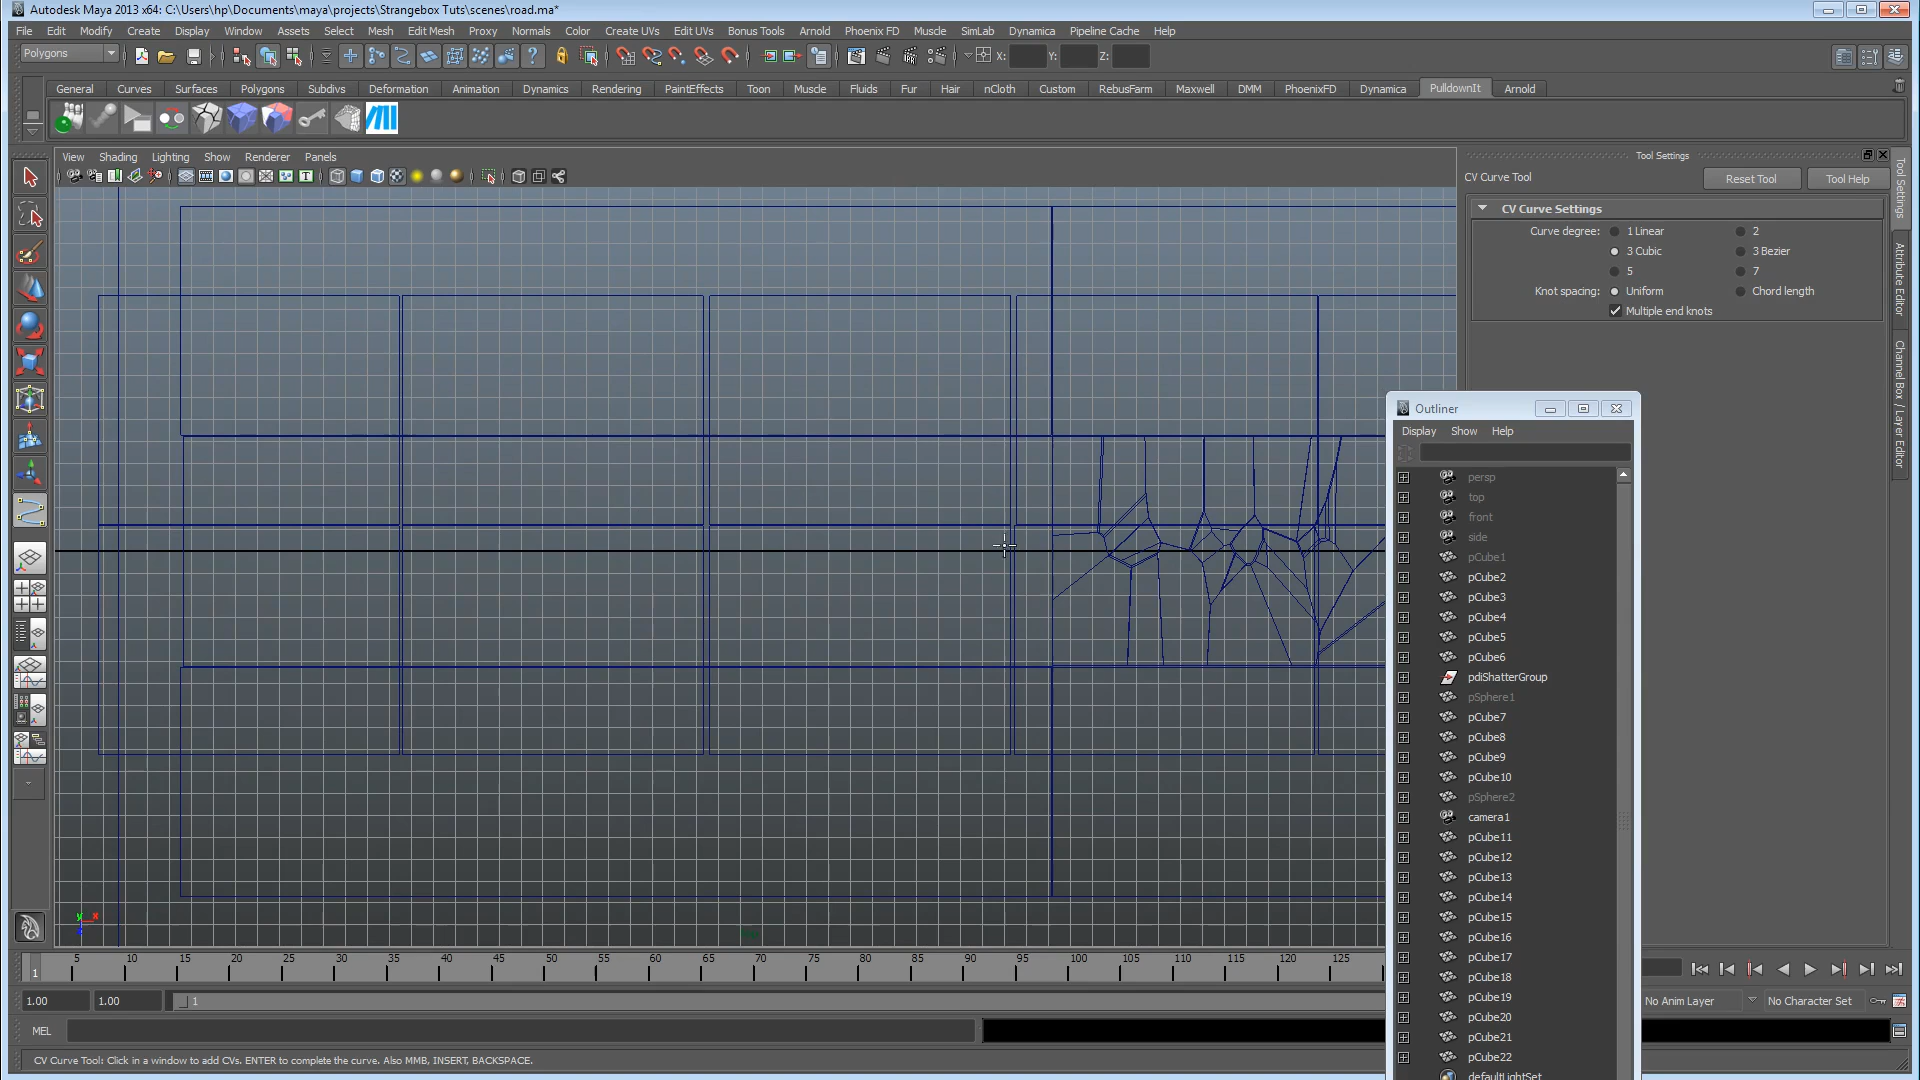 Autodesk Maya 2013 x64: C:\Users\hp\Documents\maya\projects\Strangebox Tuts\scenes\road.ma*
File Edit Modify Create Display Window Assets Select Mesh Edit Mesh Proxy Normals Color Create UVs Edit UVs Bonus Tools Arnold Phoenix FD Muscle SimLab Dynamica Pipeline Cache Help
Polygons X: Y: Z:
General Curves Surfaces Polygons Subdivs Deformation Animation Dynamics Rendering PaintEffects Toon Muscle Fluids Fur Hair nCloth Custom RebusFarm Maxwell DMM PhoenixFD Dynamica PulldownIt Arnold
View Shading Lighting Show Renderer Panels
Tool Settings
CV Curve Tool Reset Tool Tool Help
CV Curve Settings
Curve degree: 1 Linear 2
3 Cubic 3 Bezier
5 7
Knot spacing: Uniform Chord length
Multiple end knots
Tool Settings
Attribute Editor
Channel Box / Layer Editor
Outliner
Display Show Help
persp
top
front
side
pCube1
pCube2
pCube3
pCube4
pCube5
pCube6
pdiShatterGroup
pSphere1
pCube7
pCube8
pCube9
pCube10
pSphere2
camera1
pCube11
pCube12
pCube13
pCube14
pCube15
pCube16
pCube17
pCube18
pCube19
pCube20
pCube21
pCube22
defaultLightSet
y x
1 5 10 15 20 25 30 35 40 45 50 55 60 65 70 75 80 85 90 95 100 105 110 115 120 125
1.00 1.00 1 No Anim Layer No Character Set
MEL
CV Curve Tool: Click in a window to add CVs. ENTER to complete the curve. Also MMB, INSERT, BACKSPACE.